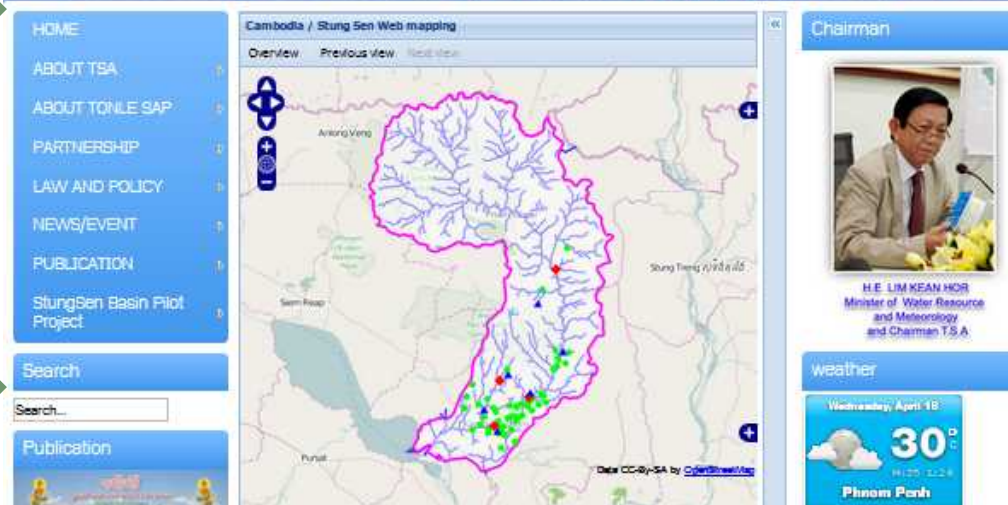 HOME
ABOUT TSA
ABOUT TONLE SAP
PARTNERSHIP
LAW AND POLICY
NEWS/EVENT
PUBLICATION
StungSen Basin Pilot
Project
Search
Search...
Publication
Cambodia / Stung Sen Web mapping
Overview Previous view Next view
Anlong Veng
Siem Reap
Stung Treng
Pursat
Data CC-By-SA by OpenStreetMap
Chairman
H.E LIM KEAN HOR
Minister of Water Resource
and Meteorology
and Chairman T.S.A
weather
Wednesday, April 18
30°
Phnom Penh